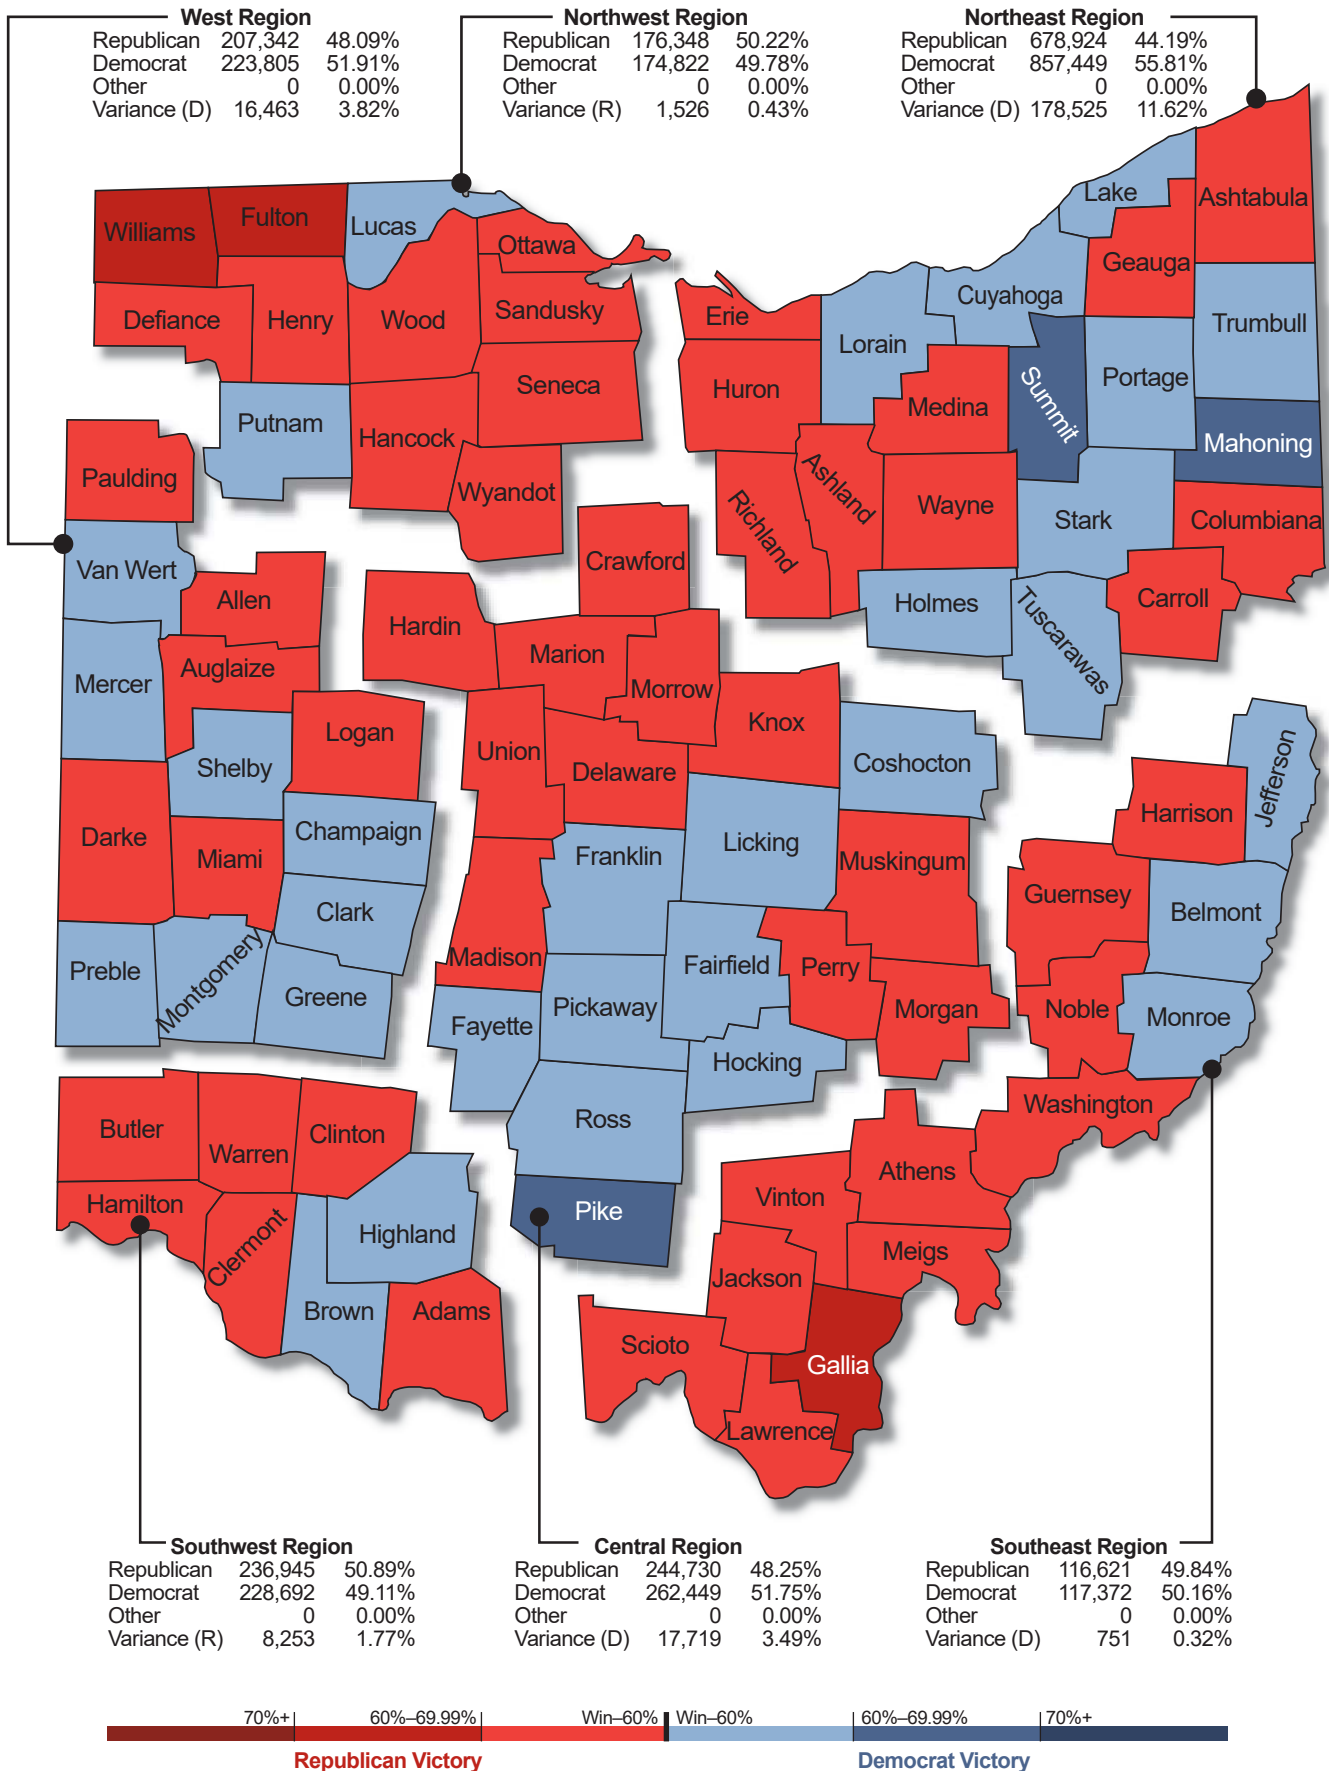 West Region
Republican 207,342 48.09%
Democrat 223,805 51.91%
Other 0 0.00%
Variance (D) 16,463 3.82%
Northwest Region
Republican 176,348 50.22%
Democrat 174,822 49.78%
Other 0 0.00%
Variance (R) 1,526 0.43%
Northeast Region
Republican 678,924 44.19%
Democrat 857,449 55.81%
Other 0 0.00%
Variance (D) 178,525 11.62%
Williams
Fulton
Lucas
Ottawa
Defiance
Henry
Wood
Sandusky
Seneca
Putnam
Hancock
Wyandot
Lake
Ashtabula
Geauga
Cuyahoga
Trumbull
Erie
Lorain
Huron
Medina
Summit
Portage
Mahoning
Richland
Ashland
Wayne
Stark
Columbiana
Holmes
Tuscarawas
Carroll
Paulding
Van Wert
Allen
Mercer
Auglaize
Logan
Shelby
Darke
Miami
Champaign
Clark
Preble
Montgomery
Greene
Crawford
Hardin
Marion
Morrow
Knox
Union
Delaware
Coshocton
Franklin
Licking
Muskingum
Madison
Fairfield
Perry
Fayette
Pickaway
Morgan
Hocking
Ross
Pike
Jefferson
Harrison
Guernsey
Belmont
Noble
Monroe
Washington
Athens
Vinton
Meigs
Jackson
Gallia
Scioto
Lawrence
Butler
Warren
Clinton
Hamilton
Clermont
Highland
Brown
Adams
Southwest Region
Republican 236,945 50.89%
Democrat 228,692 49.11%
Other 0 0.00%
Variance (R) 8,253 1.77%
Central Region
Republican 244,730 48.25%
Democrat 262,449 51.75%
Other 0 0.00%
Variance (D) 17,719 3.49%
Southeast Region
Republican 116,621 49.84%
Democrat 117,372 50.16%
Other 0 0.00%
Variance (D) 751 0.32%
70%+ 60%–69.99% Win–60% Win–60% 60%–69.99% 70%+
Republican Victory Democrat Victory